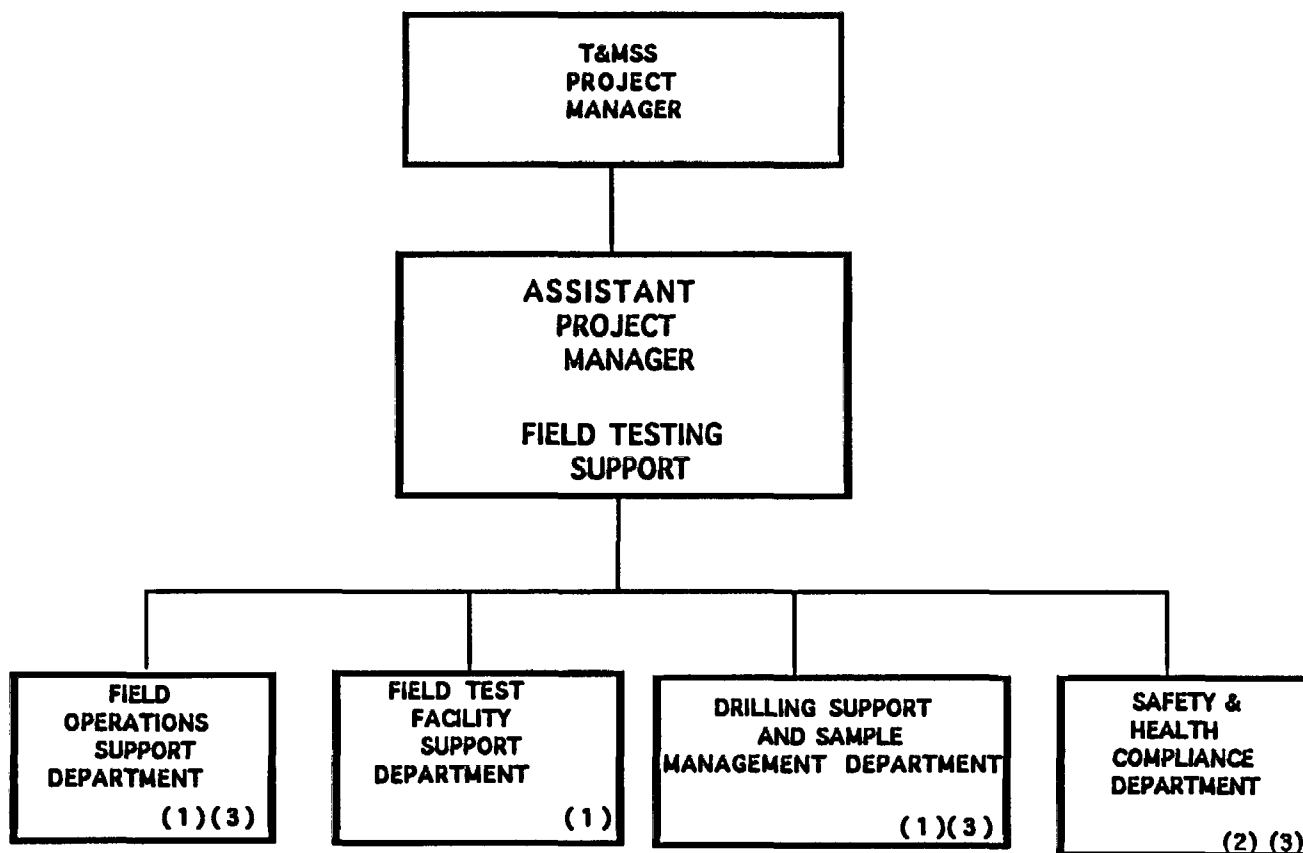 T&MSS
PROJECT
MANAGER
ASSISTANT
PROJECT
MANAGER
FIELD TESTING
SUPPORT
FIELD
OPERATIONS
SUPPORT
DEPARTMENT
(1)(3)
FIELD TEST
FACILITY
SUPPORT
DEPARTMENT
(1)
DRILLING SUPPORT
AND SAMPLE
MANAGEMENT DEPARTMENT
(1)(3)
SAFETY &
HEALTH
COMPLIANCE
DEPARTMENT
(2) (3)